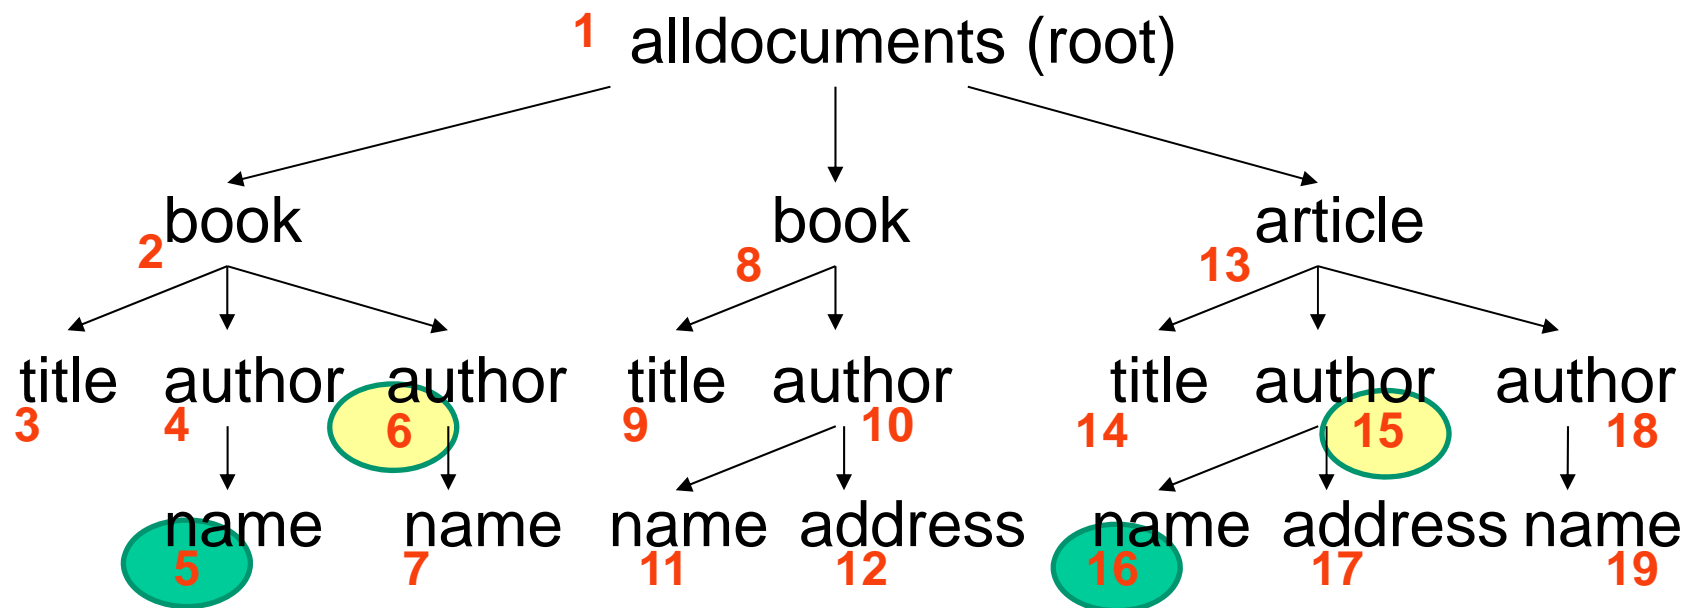 1 alldocuments (root)
book book article
2 8 13
title author author title author title author author
3 4 6 9 10 14 15 18
name name name address name address name
5 7 11 12 16 17 19